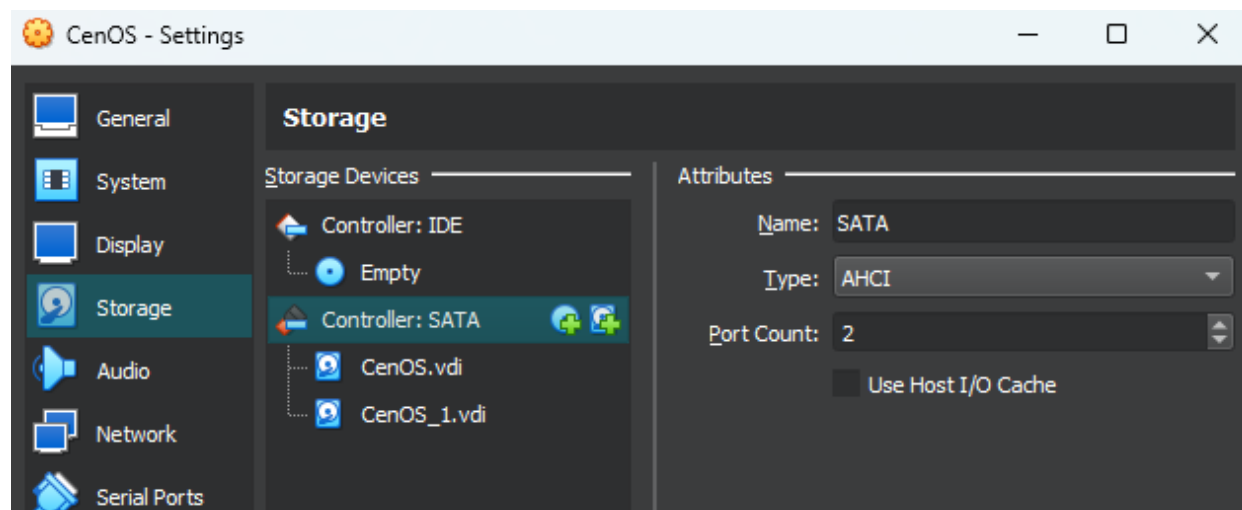 CenOS - Settings
General
System
Display
Storage
Audio
Network
Serial Ports
Storage
Storage Devices
Controller: IDE
Empty
Controller: SATA
CenOS.vdi
CenOS_1.vdi
Attributes
Name: SATA
Type: AHCI
Port Count: 2
Use Host I/O Cache